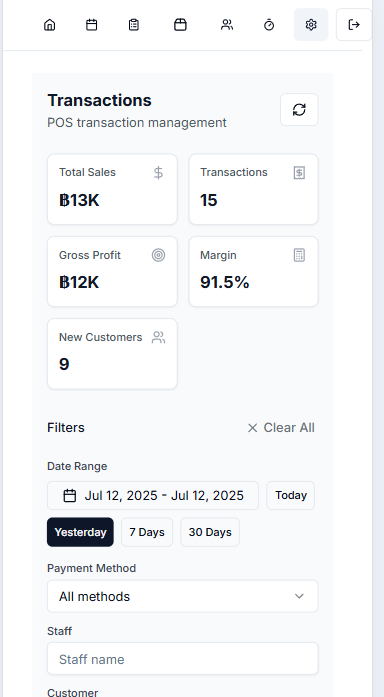 Transactions
POS transaction management
Total Sales
฿13K
Transactions
15
Gross Profit
฿12K
Margin
91.5%
New Customers
9
Filters
Clear All
Date Range
Jul 12, 2025 - Jul 12, 2025
Today
Yesterday
7 Days
30 Days
Payment Method
All methods
Staff
Staff name
Customer